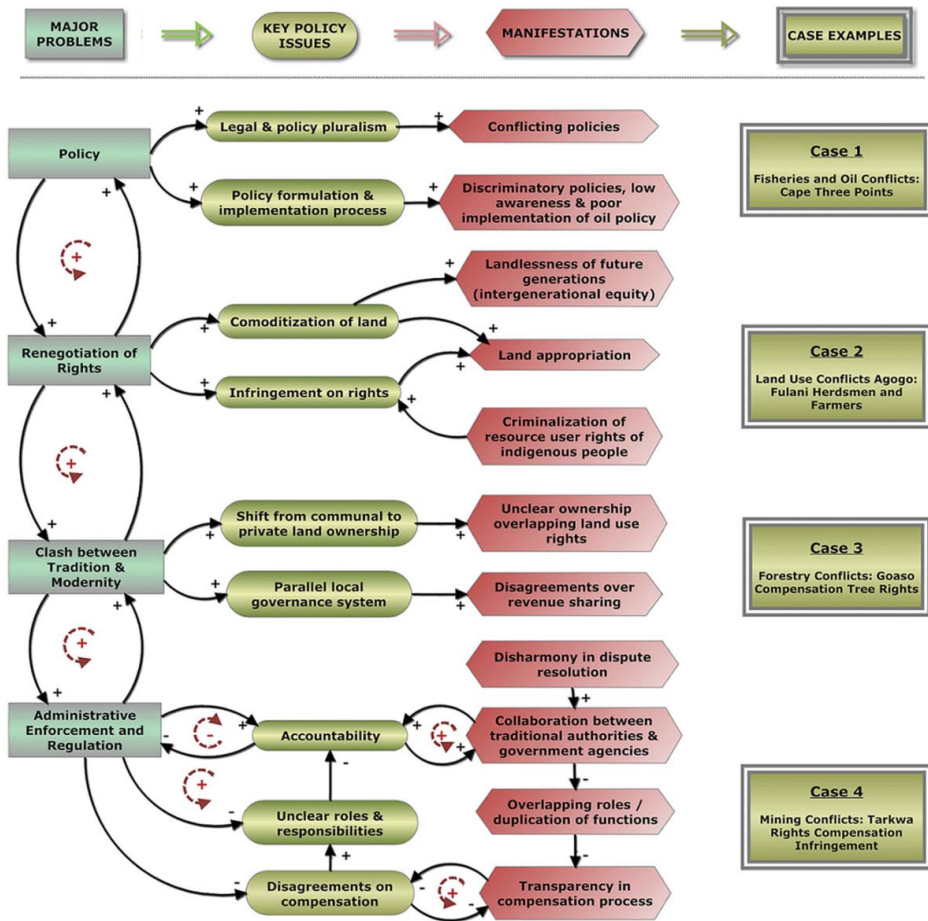 MAJOR
PROBLEMS
KEY POLICY
ISSUES
MANIFESTATIONS
CASE EXAMPLES
Policy
Legal & policy pluralism
Conflicting policies
Policy formulation &
implementation process
Discriminatory policies, low
awareness & poor
implementation of oil policy
Case 1
Fisheries and Oil Conflicts:
Cape Three Points
Renegotiation of
Rights
Comoditization of land
Landlessness of future
generations
(intergenerational equity)
Land appropriation
Infringement on rights
Criminalization of
resource user rights of
indigenous people
Case 2
Land Use Conflicts Agogo:
Fulani Herdsmen and
Farmers
Clash between
Tradition &
Modernity
Shift from communal to
private land ownership
Unclear ownership
overlapping land use
rights
Parallel local
governance system
Disagreements over
revenue sharing
Case 3
Forestry Conflicts: Goaso
Compensation Tree Rights
Administrative
Enforcement and
Regulation
Accountability
Disharmony in dispute
resolution
Collaboration between
traditional authorities &
government agencies
Unclear roles &
responsibilities
Overlapping roles /
duplication of functions
Disagreements on
compensation
Transparency in
compensation process
Case 4
Mining Conflicts: Tarkwa
Rights Compensation
Infringement